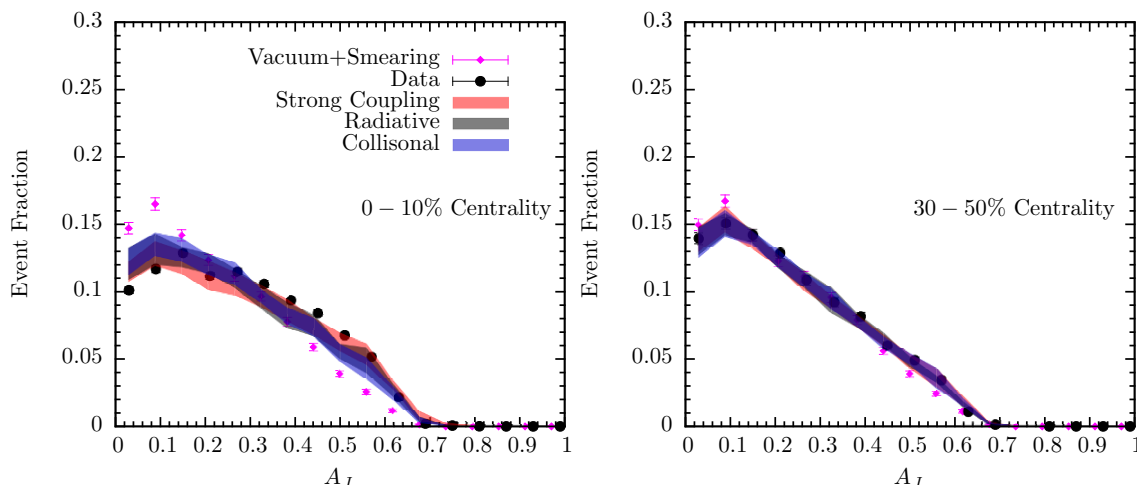 0.3
0.25
0.2
0.15
0.1
0.05
0
Event Fraction
Vacuum+Smearing
Data
Strong Coupling
Radiative
Collisonal
0 − 10% Centrality
0 0.1 0.2 0.3 0.4 0.5 0.6 0.7 0.8 0.9 1
A_J
0.3
0.25
0.2
0.15
0.1
0.05
0
Event Fraction
30 − 50% Centrality
0 0.1 0.2 0.3 0.4 0.5 0.6 0.7 0.8 0.9 1
A_J